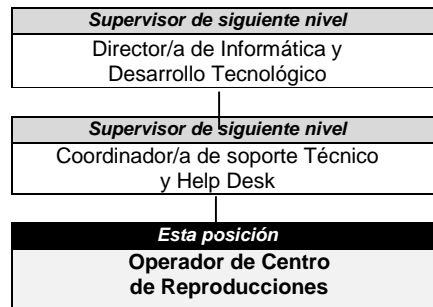 Supervisor de siguiente nivel
Director/a de Informática y
Desarrollo Tecnológico
Supervisor de siguiente nivel
Coordinador/a de soporte Técnico
y Help Desk
Esta posición
Operador de Centro
de Reproducciones